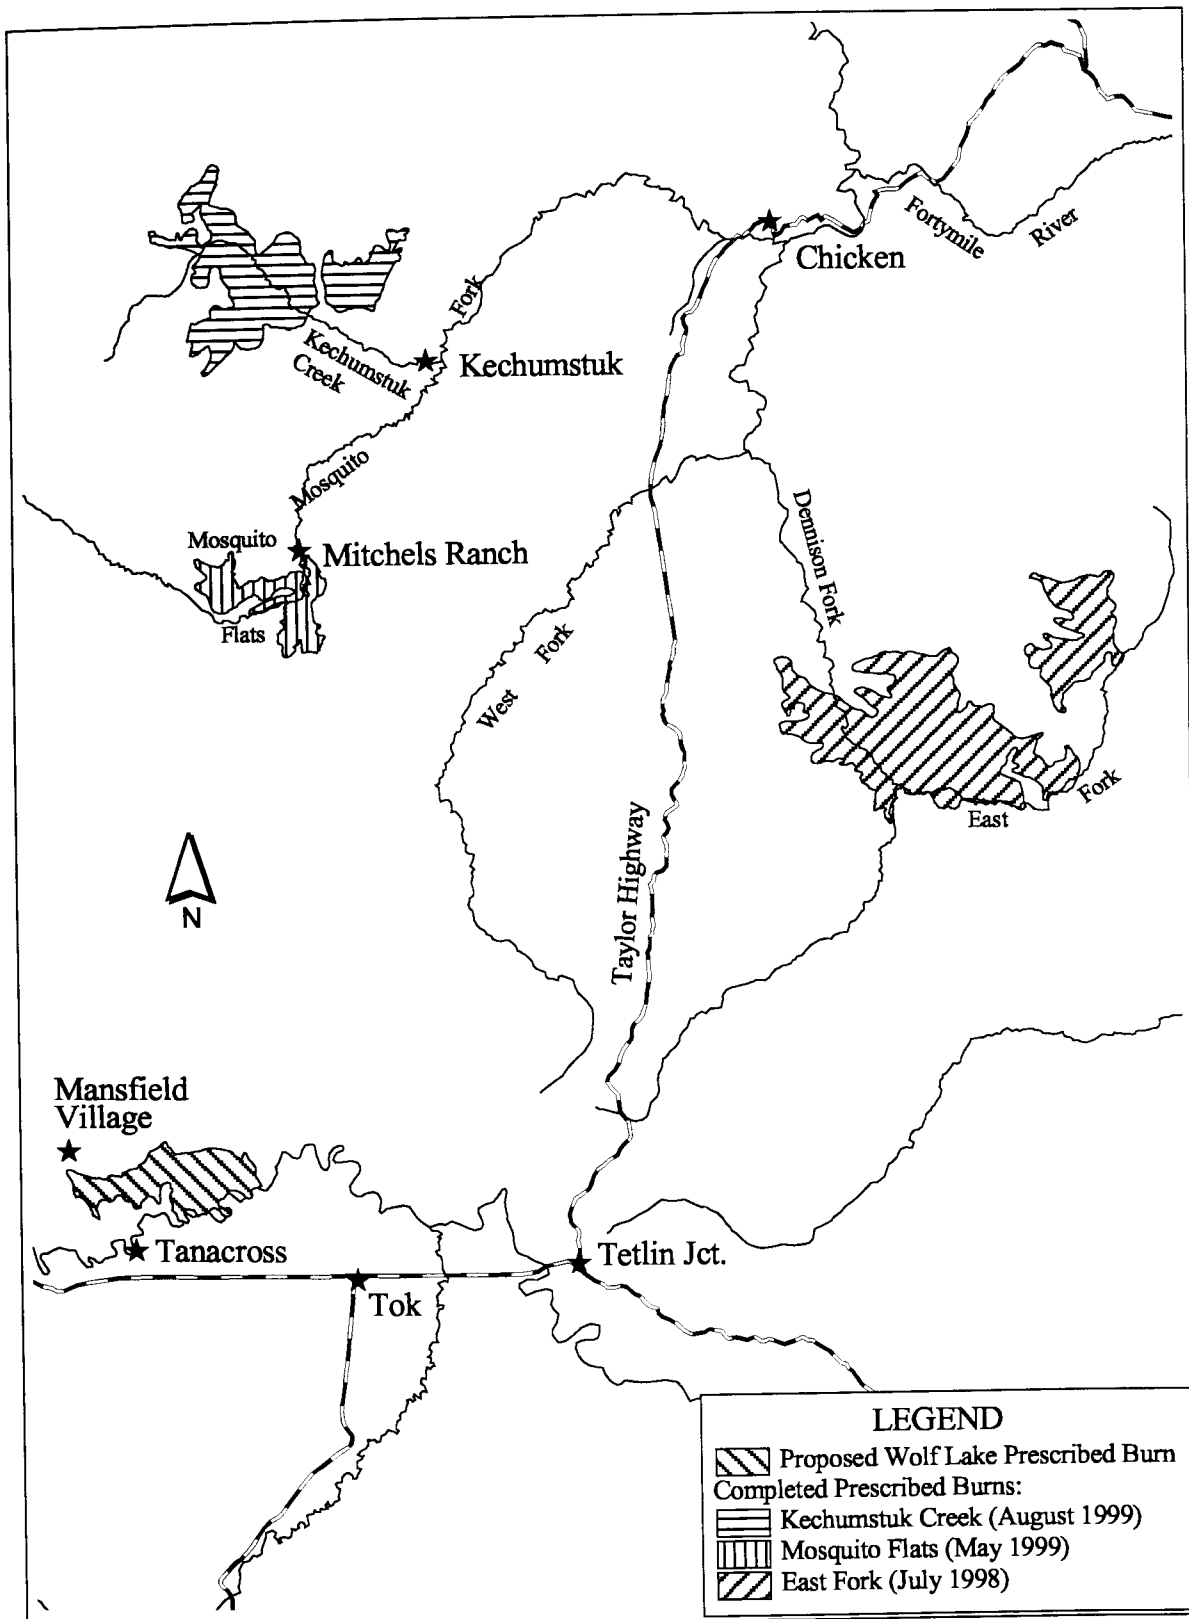 Chicken
Fortymile
River
Fork
Kechumstuk
Kechumstuk
Creek
Mosquito
Mosquito
Mitchels Ranch
Flats
Dennison Fork
Fork
West
East
Fork
Taylor Highway
N
Mansfield
Village
Tanacross
Tetlin Jct.
Tok
LEGEND
Proposed Wolf Lake Prescribed Burn
Completed Prescribed Burns:
Kechumstuk Creek (August 1999)
Mosquito Flats (May 1999)
East Fork (July 1998)